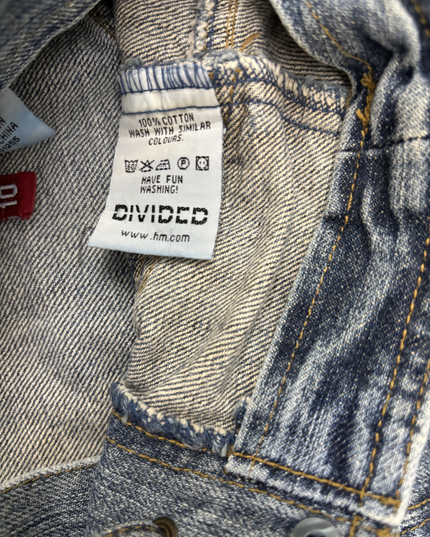 100% COTTON
WASH WITH SIMILAR
COLOURS.
HAVE FUN
WASHING!
DIVIDED
www.hm.com